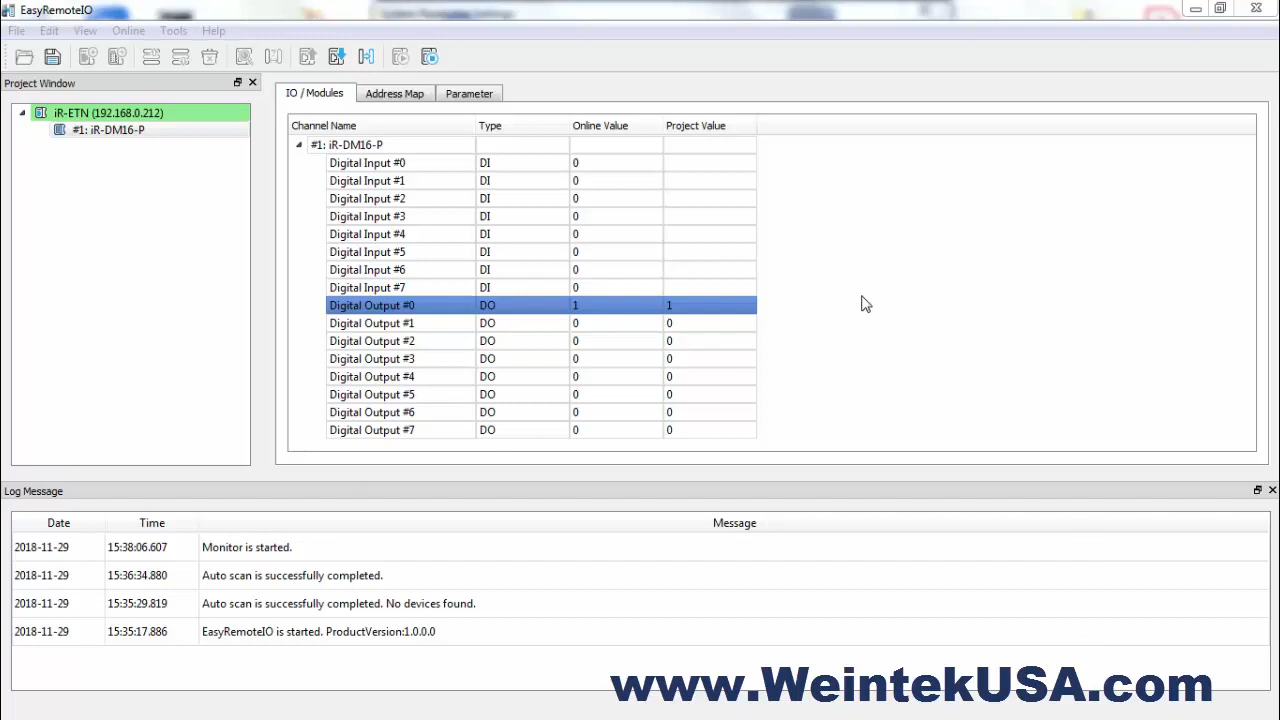 EasyRemoteIO
File Edit View Online Tools Help
Project Window
iR-ETN (192.168.0.212)
#1: iR-DM16-P
IO / Modules Address Map Parameter
Channel Name Type Online Value Project Value
#1: iR-DM16-P
Digital Input #0 DI 0
Digital Input #1 DI 0
Digital Input #2 DI 0
Digital Input #3 DI 0
Digital Input #4 DI 0
Digital Input #5 DI 0
Digital Input #6 DI 0
Digital Input #7 DI 0
Digital Output #0 DO 1 1
Digital Output #1 DO 0 0
Digital Output #2 DO 0 0
Digital Output #3 DO 0 0
Digital Output #4 DO 0 0
Digital Output #5 DO 0 0
Digital Output #6 DO 0 0
Digital Output #7 DO 0 0
Log Message
Date Time Message
2018-11-29 15:38:06.607 Monitor is started.
2018-11-29 15:36:34.880 Auto scan is successfully completed.
2018-11-29 15:35:29.819 Auto scan is successfully completed. No devices found.
2018-11-29 15:35:17.886 EasyRemoteIO is started. ProductVersion:1.0.0.0
www.WeintekUSA.com